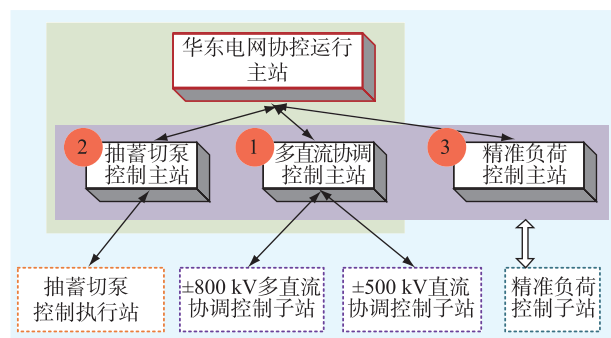 华东电网协控运行
主站
2
抽蓄切泵
控制主站
1
多直流协调
控制主站
3
精准负荷
控制主站
抽蓄切泵
控制执行站
±800 kV多直流
协调控制子站
±500 kV直流
协调控制子站
精准负荷
控制子站